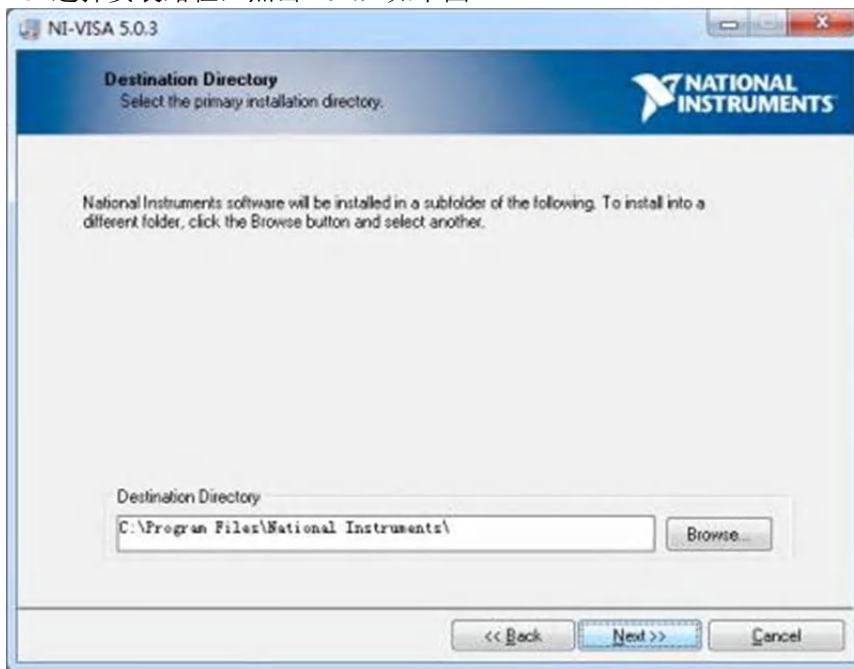 NI-VISA 5.0.3
Destination Directory
Select the primary installation directory.
NATIONAL
INSTRUMENTS
National Instruments software will be installed in a subfolder of the following. To install into a
different folder, click the Browse button and select another.
Destination Directory
C:\Program Files\National Instruments\
Browse...
<< Back
Next >>
Cancel